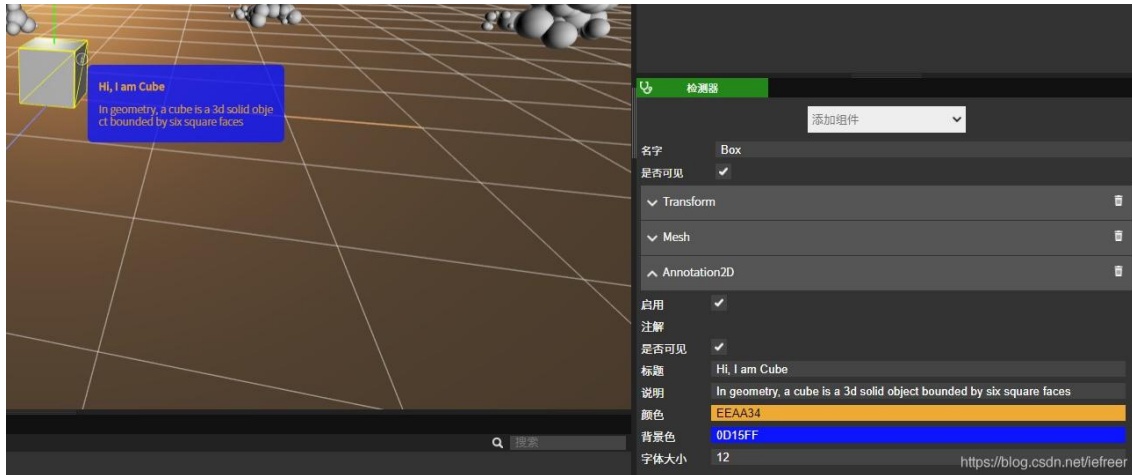 Hi, I am Cube
In geometry, a cube is a 3d solid obje
ct bounded by six square faces
搜索
检测器
添加组件
名字 Box
是否可见
Transform
Mesh
Annotation2D
启用
注解
是否可见
标题 Hi, I am Cube
说明 In geometry, a cube is a 3d solid object bounded by six square faces
颜色 EEAA34
背景色 0D15FF
字体大小 12
https://blog.csdn.net/iefreer